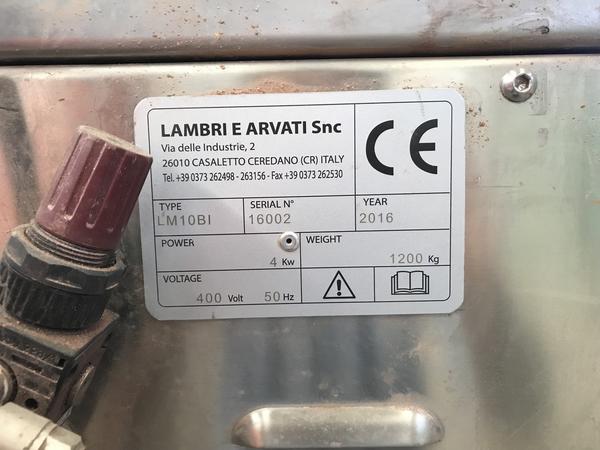 LAMBRI E ARVATI Snc
Via delle Industrie, 2
26010 CASALETTO CEREDANO (CR) ITALY
Tel. +39 0373 262498 - 263156 - Fax +39 0373 262530
CE
TYPE SERIAL N° YEAR
LM10BI 16002 2016
POWER WEIGHT
4 Kw 1200 Kg
VOLTAGE
400 Volt 50 Hz